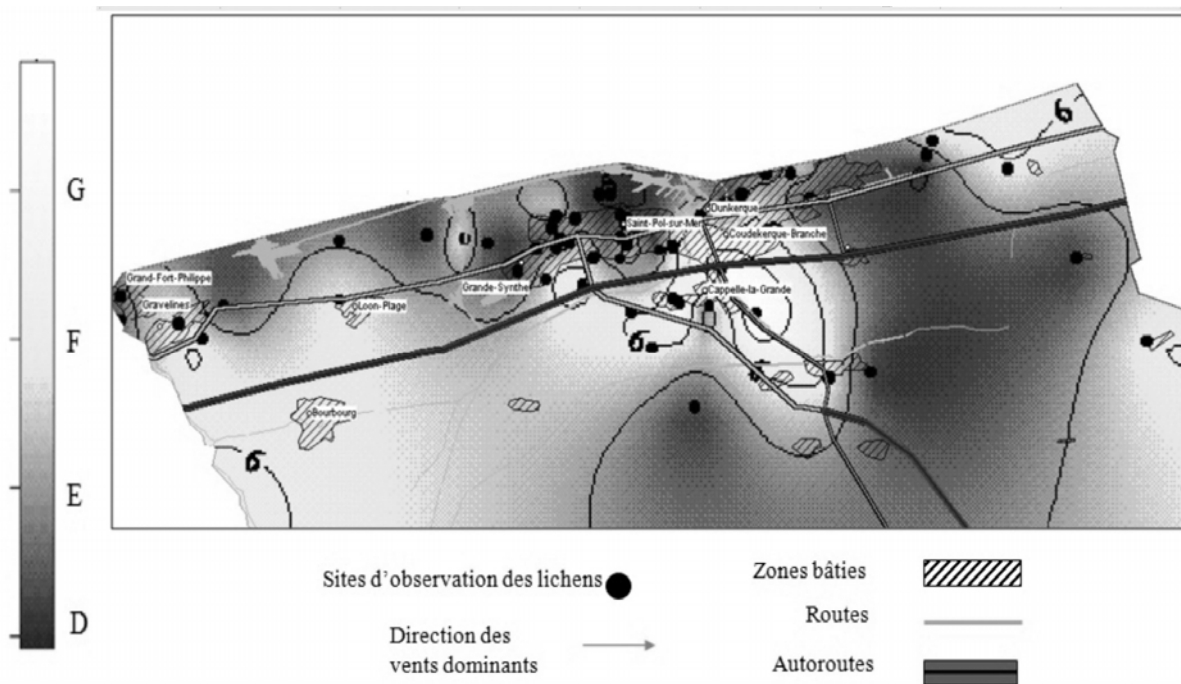 G
F
E
D
6
Dunkerque
Saint-Pol-sur-Mer
Coudekerque-Branche
Grand-Fort-Philippe
Grande-Synthe
Cappelle-la-Grande
Gravelines
Loon-Plage
6
Bourbourg
6
Sites d'observation des lichens
Direction des
vents dominants
Zones bâties
Routes
Autoroutes